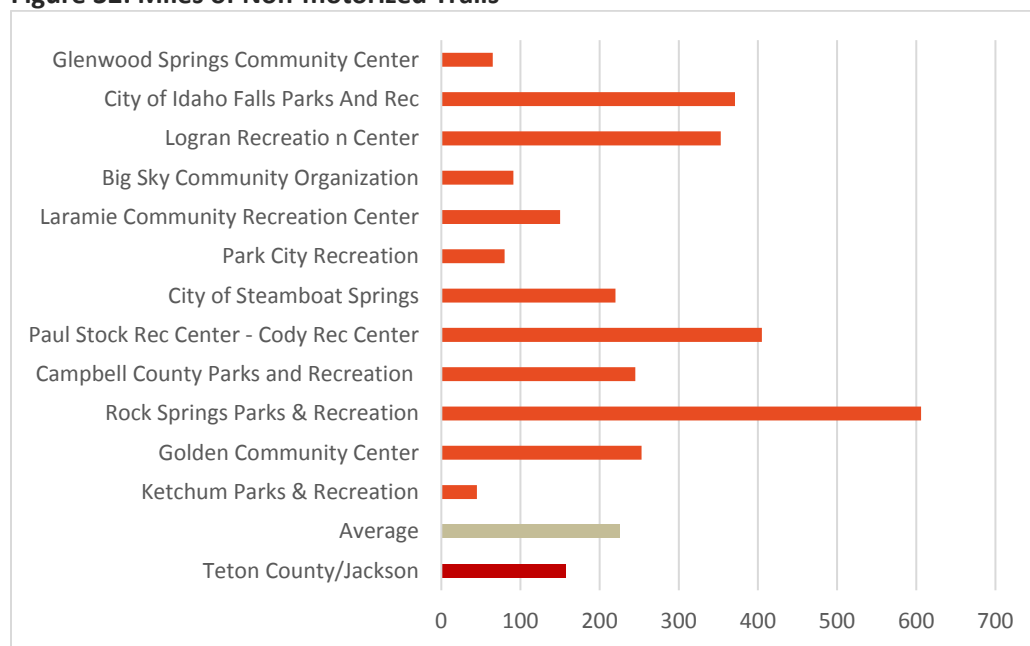 Glenwood Springs Community Center
City of Idaho Falls Parks And Rec
Logran Recreatio n Center
Big Sky Community Organization
Laramie Community Recreation Center
Park City Recreation
City of Steamboat Springs
Paul Stock Rec Center - Cody Rec Center
Campbell County Parks and Recreation
Rock Springs Parks & Recreation
Golden Community Center
Ketchum Parks & Recreation
Average
Teton County/Jackson
0 100 200 300 400 500 600 700